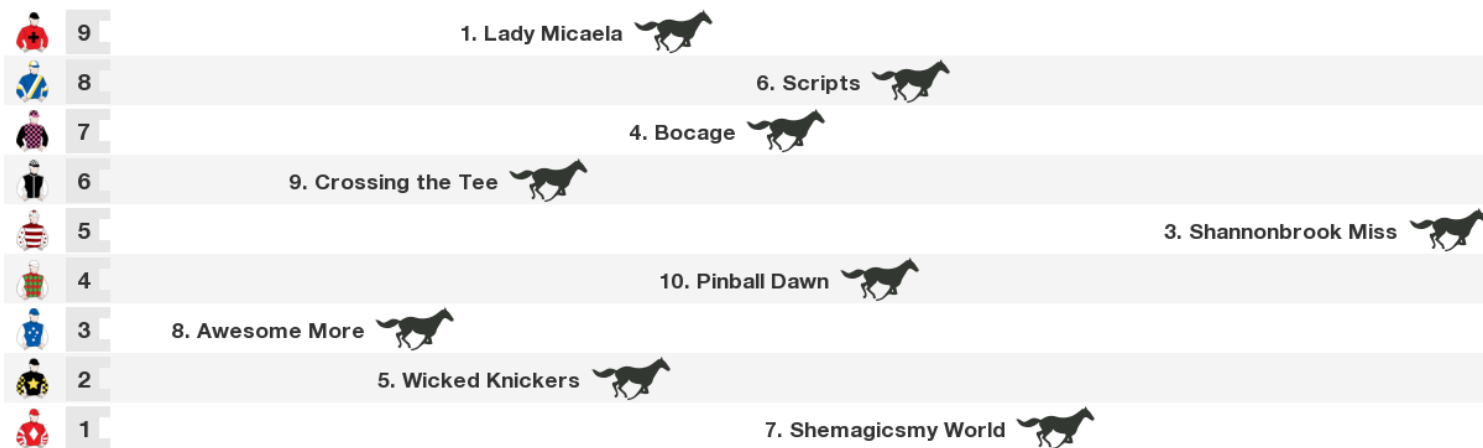 9 1. Lady Micaela
8 6. Scripts
7 4. Bocage
6 9. Crossing the Tee
5 3. Shannonbrook Miss
4 10. Pinball Dawn
3 8. Awesome More
2 5. Wicked Knickers
1 7. Shemagicsmy World